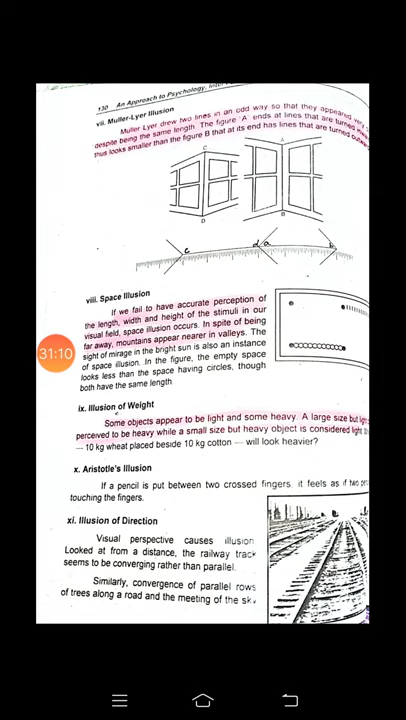 130 An Approach to Psychology, Inter
vii. Muller-Lyer Illusion
Muller Lyer drew two lines in an odd way so that they appeared
despite being the same length. The figure 'A' ends at lines that are turned
thus looks smaller than the figure B that at its end has lines that are turned
A
C
D
B
c
d a
b
viii. Space Illusion
If we fail to have accurate perception of
the length, width and height of the stimuli in our
visual field, space illusion occurs. In spite of being
far away, mountains appear nearer in valleys. The
sight of mirage in the bright sun is also an instance
of space illusion. In the figure, the empty space
looks less than the space having circles, though
both have the same length.
31:10
ix. Illusion of Weight
Some objects appear to be light and some heavy. A large size but light
perceived to be heavy while a small size but heavy object is considered light
— 10 kg wheat placed beside 10 kg cotton — will look heavier?
x. Aristotle's Illusion
If a pencil is put between two crossed fingers, it feels as if two
touching the fingers.
xi. Illusion of Direction
Visual perspective causes illusion
Looked at from a distance, the railway track
seems to be converging rather than parallel.
Similarly, convergence of parallel rows
of trees along a road and the meeting of the sky